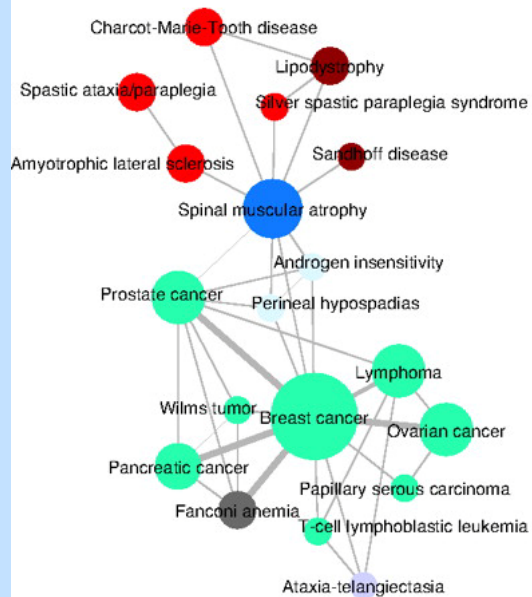 Charcot-Marie-Tooth disease
Lipodystrophy
Spastic ataxia/paraplegia
Silver spastic paraplegia syndrome
Sandhoff disease
Amyotrophic lateral sclerosis
Spinal muscular atrophy
Androgen insensitivity
Prostate cancer
Perineal hypospadias
Lymphoma
Wilms tumor
Breast cancer
Ovarian cancer
Pancreatic cancer
Papillary serous carcinoma
Fanconi anemia
T-cell lymphoblastic leukemia
Ataxia-telangiectasia